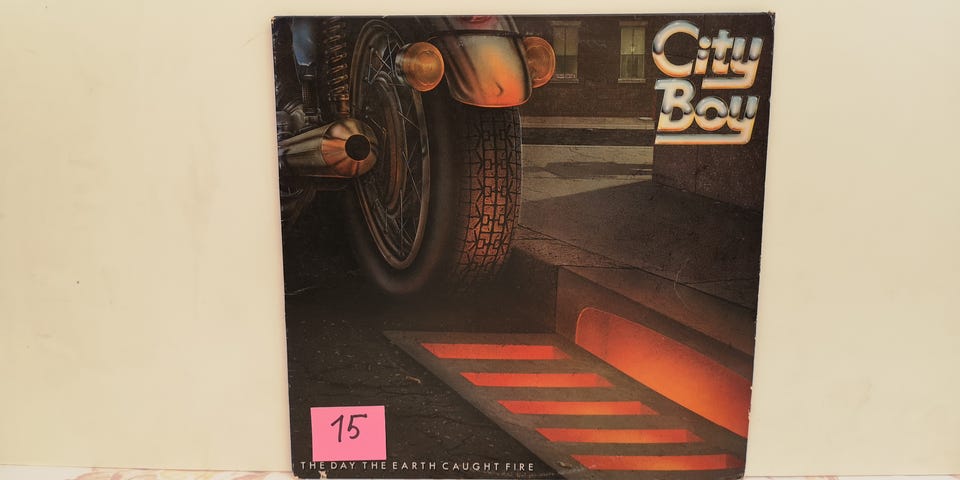 City
Boy
15
THE DAY THE EARTH CAUGHT FIRE